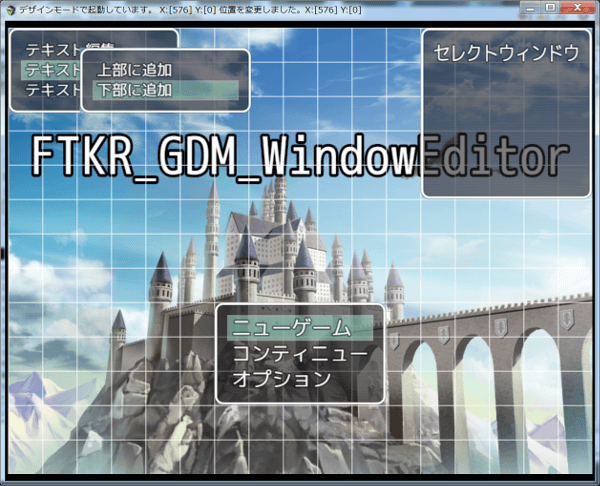 デザインモードで起動しています。 X:[576] Y:[0] 位置を変更しました。X:[576] Y:[0]
テキスト編集
テキスト
テキスト
上部に追加
下部に追加
セレクトウィンドウ
FTKR_GDM_WindowEditor
ニューゲーム
コンティニュー
オプション